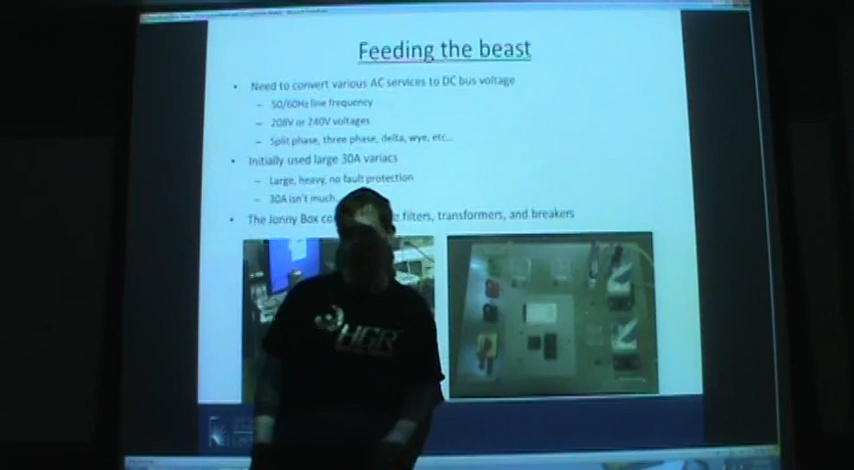 Feeding the beast
• Need to convert various AC services to DC bus voltage
– 50/60Hz line frequency
– 208V or 240V voltages
– Split phase, three phase, delta, wye, etc...
• Initially used large 30A variacs
– Large, heavy, no fault protection
– 30A isn't much
• The Jonny Box filters, transformers, and breakers
HGR